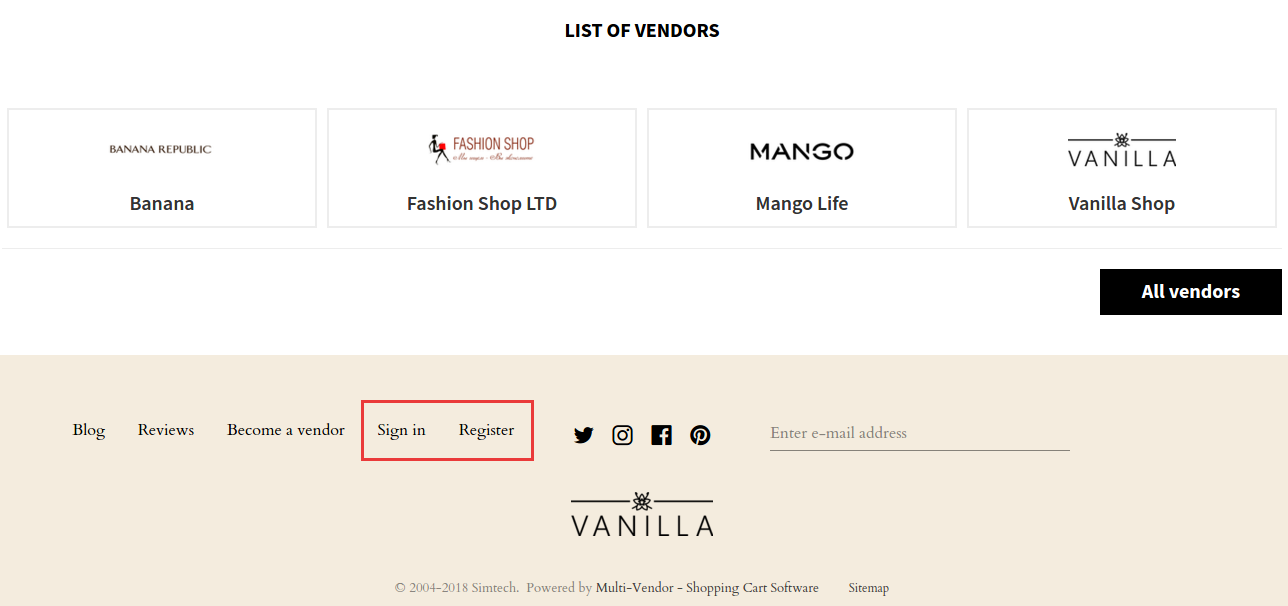 LIST OF VENDORS
BANANA REPUBLIC
FASHION SHOP
MANGO
VANILLA
Banana
Fashion Shop LTD
Mango Life
Vanilla Shop
All vendors
Blog
Reviews
Become a vendor
Sign in
Register
Enter e-mail address
VANILLA
© 2004-2018 Simtech. Powered by Multi-Vendor - Shopping Cart Software
Sitemap